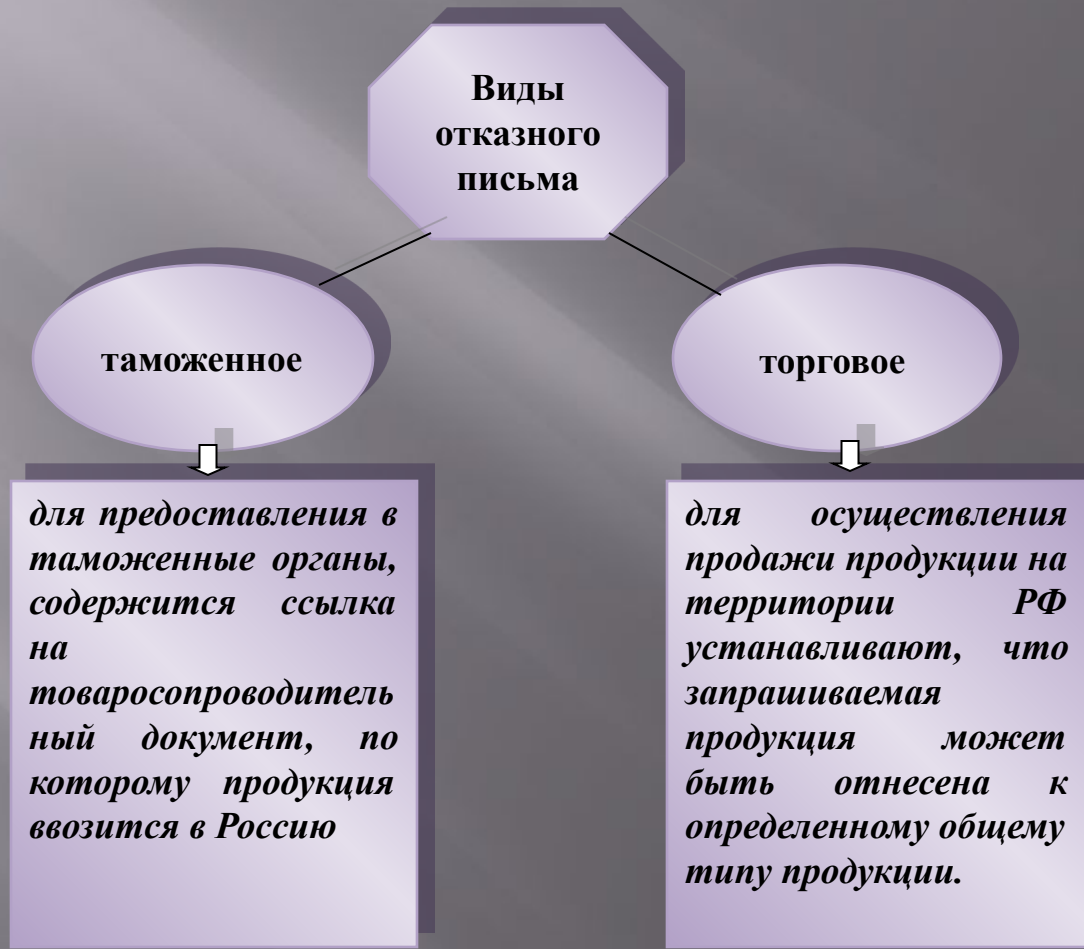 Виды
отказного
письма
таможенное
торговое
для предоставления в
таможенные органы,
содержится ссылка
на
товаросопроводитель
ный документ, по
которому продукция
ввозится в Россию
для осуществления
продажи продукции на
территории РФ
устанавливают, что
запрашиваемая
продукция может
быть отнесена к
определенному общему
типу продукции.